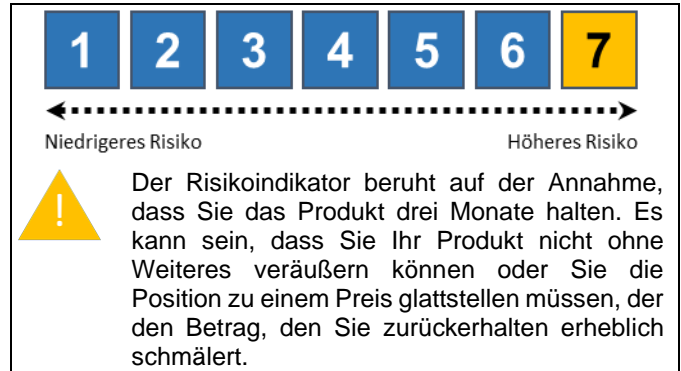 1 2 3 4 5 6 7
Niedrigeres Risiko Höheres Risiko
!
Der Risikoindikator beruht auf der Annahme,
dass Sie das Produkt drei Monate halten. Es
kann sein, dass Sie Ihr Produkt nicht ohne
Weiteres veräußern können oder Sie die
Position zu einem Preis glattstellen müssen, der
den Betrag, den Sie zurückerhalten erheblich
schmälert.